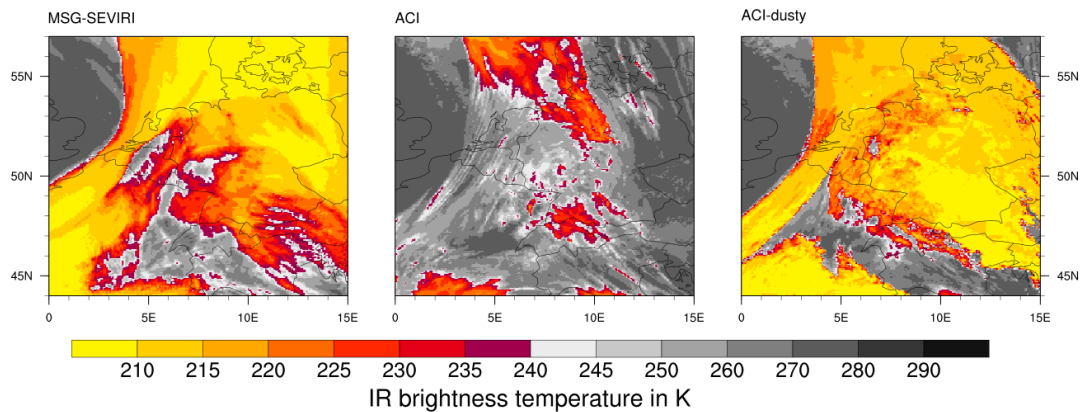 MSG-SEVIRI
ACI
ACI-dusty
55N
50N
45N
55N
50N
45N
0 5E 10E 15E
0 5E 10E 15E
0 5E 10E 15E
210 215 220 225 230 235 240 245 250 260 270 280 290
IR brightness temperature in K